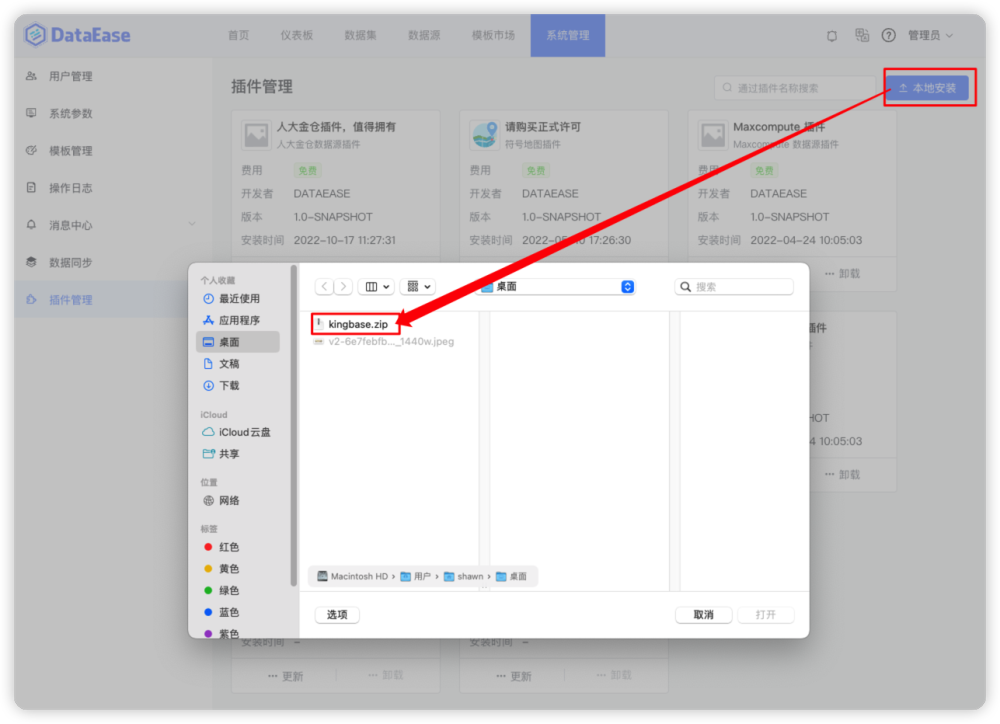 DataEase
首页 仪表板 数据集 数据源 模板市场 系统管理 管理员
用户管理
系统参数
模板管理
操作日志
消息中心
数据同步
插件管理
插件管理
通过插件名称搜索
本地安装
人大金仓插件，值得拥有
人大金仓数据源插件
费用 免费
开发者 DATAEASE
版本 1.0-SNAPSHOT
安装时间 2022-10-17 11:27:31
请购买正式许可
符号地图插件
费用 免费
开发者 DATAEASE
版本 1.0-SNAPSHOT
安装时间 17:26:30
Maxcompute 插件
Maxcompute 数据源插件
费用 免费
开发者 DATAEASE
版本 1.0-SNAPSHOT
安装时间 2022-04-24 10:05:03
卸载
插件
HOT
4 10:05:03
卸载
个人收藏
最近使用
应用程序
桌面
文稿
下载
iCloud
iCloud云盘
共享
位置
网络
标签
红色
黄色
绿色
蓝色
紫色
桌面
搜索
kingbase.zip
v2-6e7febfb..._1440w.jpeg
Macintosh HD › 用户 › shawn › 桌面
选项
取消 打开
安装时间 - 安装时间 -
更新 卸载 更新 卸载